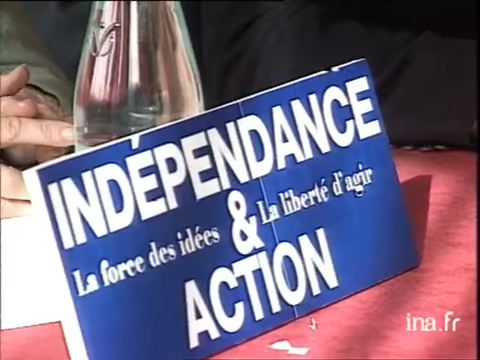 INDÉPENDANCE
La force des idées & La liberté d'agir
ACTION
ina.fr